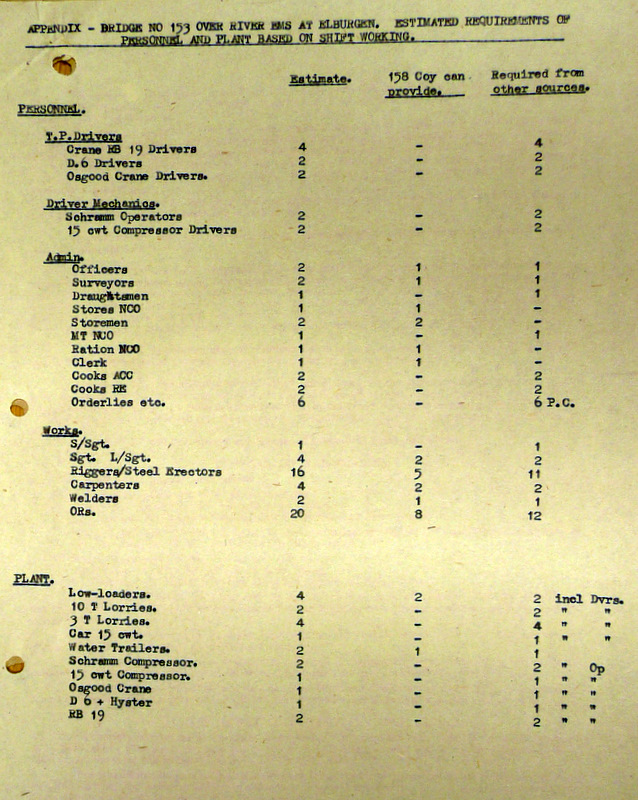 APPENDIX - BRIDGE NO 153 OVER RIVER EMS AT ELBURGEN. ESTIMATED REQUIREMENTS OF
PERSONNEL AND PLANT BASED ON SHIFT WORKING.
Estimate. 158 Coy can provide. Required from other sources.
PERSONNEL.
T.P.Drivers
Crane RB 19 Drivers 4 - 4
D.6 Drivers 2 - 2
Osgood Crane Drivers. 2 - 2
Driver Mechanics.
Schramm Operators 2 - 2
15 cwt Compressor Drivers 2 - 2
Admin.
Officers 2 1 1
Surveyors 2 1 1
Draughtsmen 1 - 1
Stores NCO 1 1 -
Storemen 2 2 -
MT NCO 1 - 1
Ration NCO 1 1 -
Clerk 1 1 -
Cooks ACC 2 - 2
Cooks RE 2 - 2
Orderlies etc. 6 - 6 P.C.
Works.
S/Sgt. 1 - 1
Sgt. L/Sgt. 4 2 2
Riggers/Steel Erectors 16 5 11
Carpenters 4 2 2
Welders 2 1 1
ORs. 20 8 12
PLANT.
Low-loaders. 4 2 2 incl Dvrs.
10 T Lorries. 2 - 2 " "
3 T Lorries. 4 - 4 " "
Car 15 cwt. 1 - 1 " "
Water Trailers. 2 1 1
Schramm Compressor. 2 - 2 " Op
15 cwt Compressor. 1 - 1 " "
Osgood Crane 1 - 1 " "
D 6 + Hyster 1 - 1 " "
RB 19 2 - 2 " "